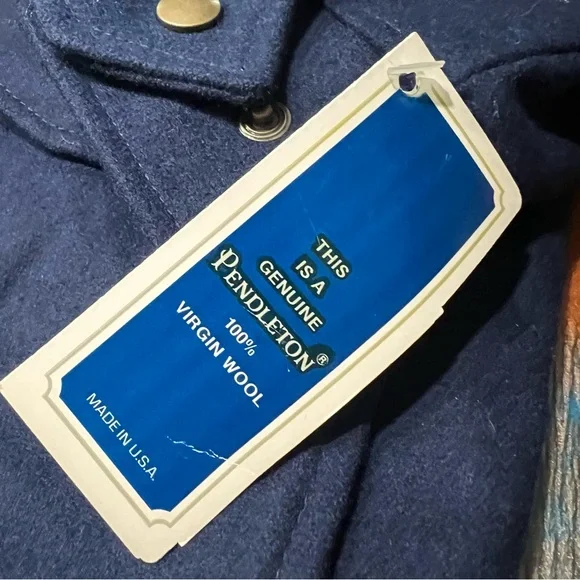 THIS
IS A
GENUINE
PENDLETON®
100%
VIRGIN WOOL
MADE IN U.S.A.